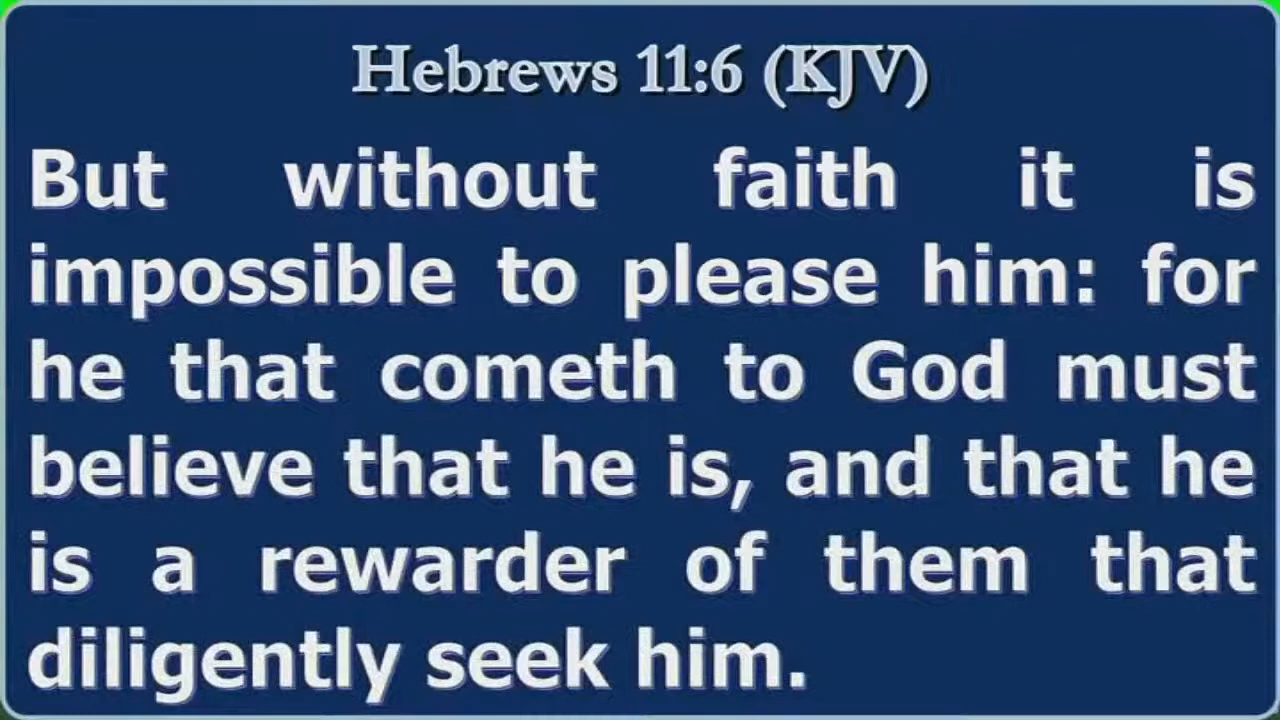 Hebrews 11:6 (KJV)
But without faith it is
impossible to please him: for
he that cometh to God must
believe that he is, and that he
is a rewarder of them that
diligently seek him.